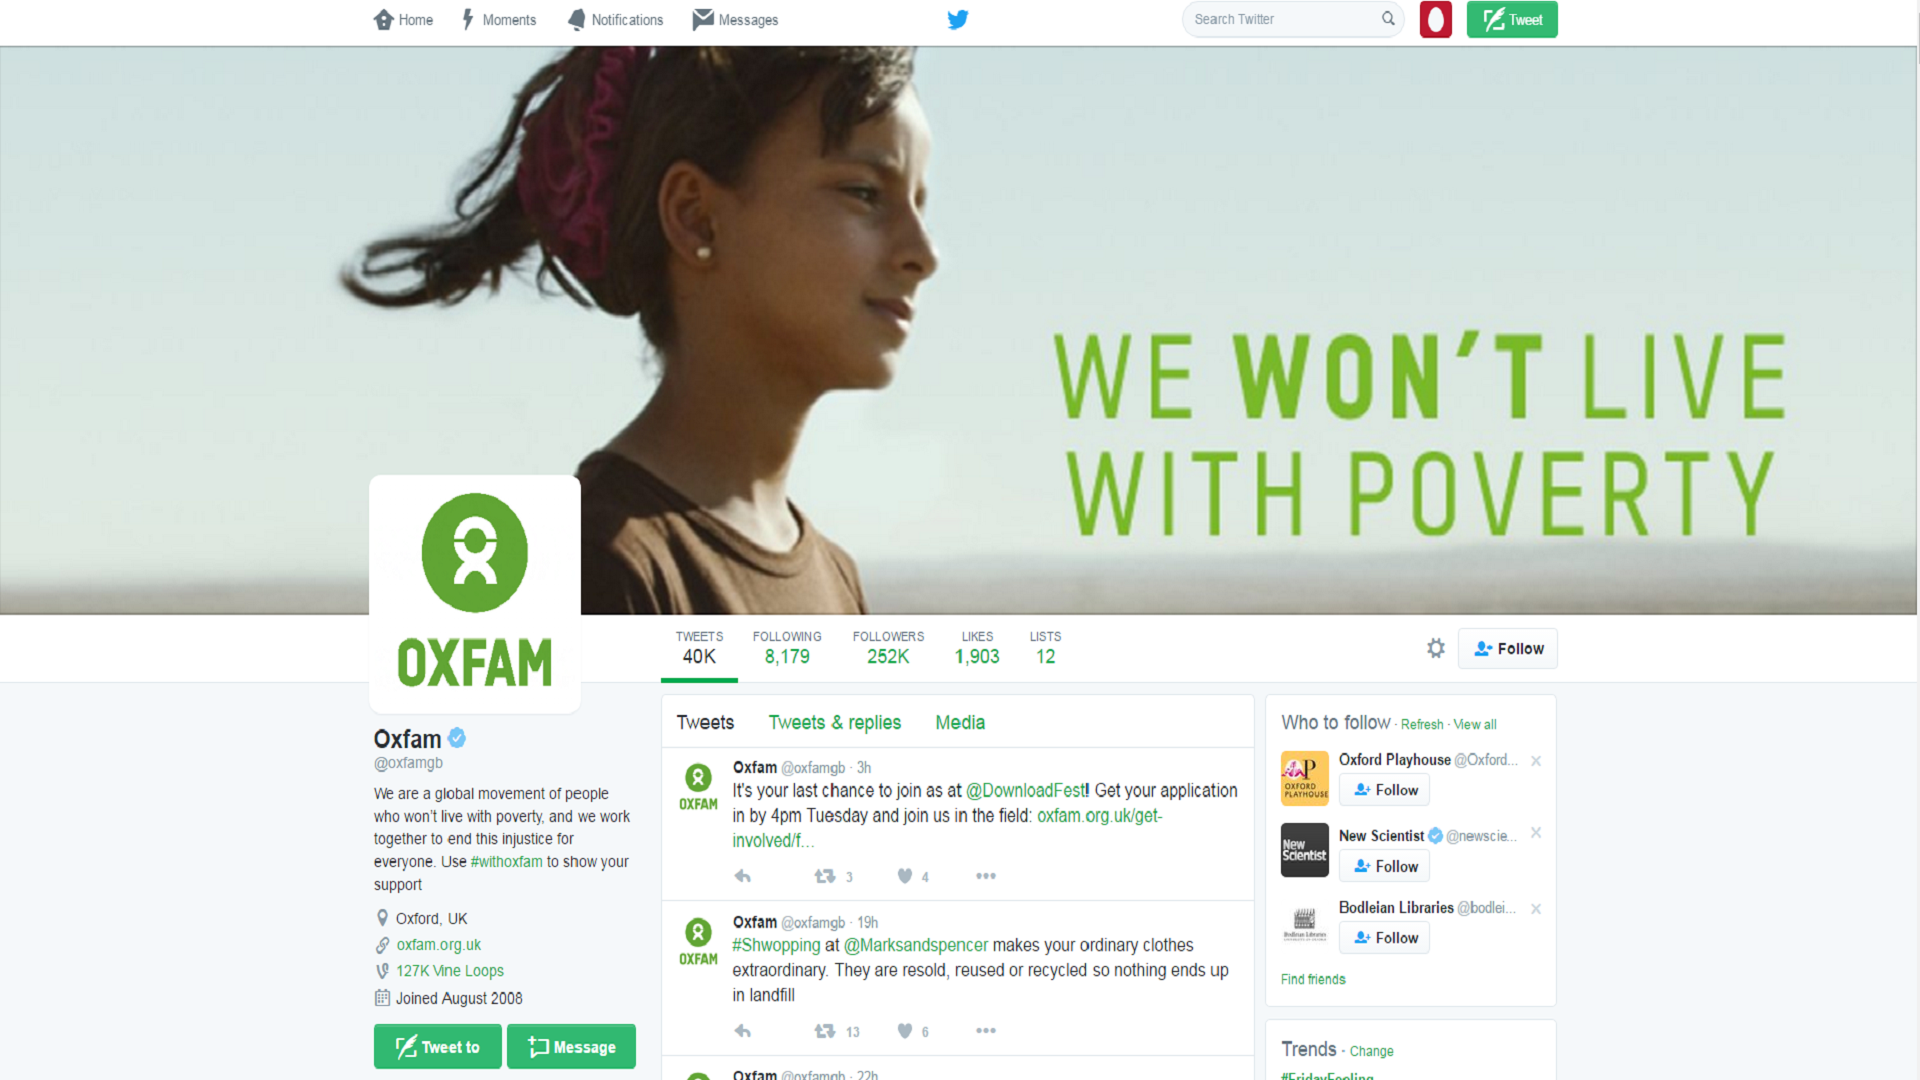 Home
Moments
Notifications
Messages
Search Twitter
Tweet
WE WON'T LIVE
WITH POVERTY
OXFAM
TWEETS
40K
FOLLOWING
8,179
FOLLOWERS
252K
LIKES
1,903
LISTS
12
Follow
Oxfam
@oxfamgb
We are a global movement of people
who won't live with poverty, and we work
together to end this injustice for
everyone. Use #withoxfam to show your
support
Oxford, UK
oxfam.org.uk
127K Vine Loops
Joined August 2008
Tweet to
Message
Tweets
Tweets & replies
Media
OXFAM
Oxfam @oxfamgb · 3h
It's your last chance to join as at @DownloadFest! Get your application
in by 4pm Tuesday and join us in the field: oxfam.org.uk/get-
involved/f...
3
4
OXFAM
Oxfam @oxfamgb · 19h
#Shwopping at @Marksandspencer makes your ordinary clothes
extraordinary. They are resold, reused or recycled so nothing ends up
in landfill
13
6
Oxfam @oxfamgb · 22h
Who to follow · Refresh · View all
OXFORD
PLAYHOUSE
Oxford Playhouse @Oxford...
Follow
New
Scientist
New Scientist @newscie...
Follow
Bodleian Libraries
Bodleian Libraries @bodlei...
Follow
Find friends
Trends · Change
#FridayFeeling